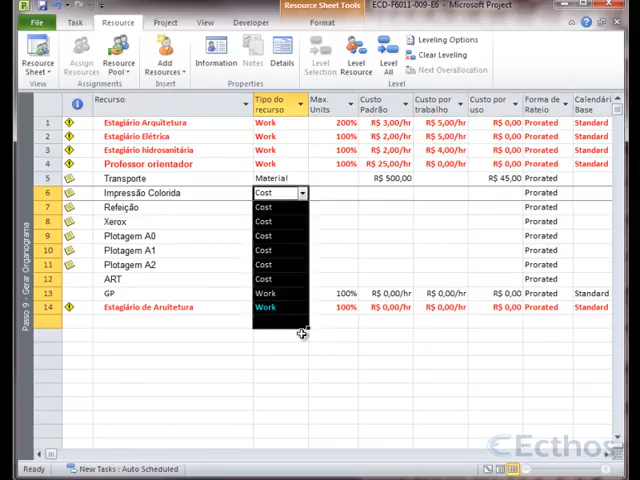 Resource Sheet Tools
ECD-F6011-009-E6 - Microsoft Project
File Task Resource Project View Developer Format
Resource Sheet
Assign Resources
Resource Pool
Add Resources
Information Notes Details
Level Selection
Level Resource
Level All
Leveling Options
Clear Leveling
Next Overallocation
View Assignments Insert Properties Level
Recurso Tipo do recurso Max. Units Custo Padrão Custo por trabalho Custo por uso Forma de Rateio Calendári Base
1 Estagiário Arquitetura Work 200% R$ 3,00/hr R$ 5,00/hr R$ 0,00 Prorated Standard
2 Estagiário Elétrica Work 100% R$ 2,00/hr R$ 5,00/hr R$ 0,00 Prorated Standard
3 Estagiário hidrosanitária Work 100% R$ 2,00/hr R$ 4,00/hr R$ 0,00 Prorated Standard
4 Professor orientador Work 100% R$ 25,00/hr R$ 0,00/hr R$ 0,00 Prorated Standard
5 Transporte Material R$ 500,00 R$ 45,00 Prorated
6 Impressão Colorida Cost Prorated
7 Refeição Cost Prorated
8 Xerox Cost Prorated
9 Plotagem A0 Cost Prorated
10 Plotagem A1 Cost Prorated
11 Plotagem A2 Cost Prorated
12 ART Cost Prorated
13 GP Work 100% R$ 0,00/hr R$ 0,00/hr R$ 0,00 Prorated Standard
14 Estagiário de Aruitetura Work 100% R$ 0,00/hr R$ 0,00/hr R$ 0,00 Prorated Standard
Passo 9 - Gerar Organograma
Ecthos
Ready New Tasks : Auto Scheduled